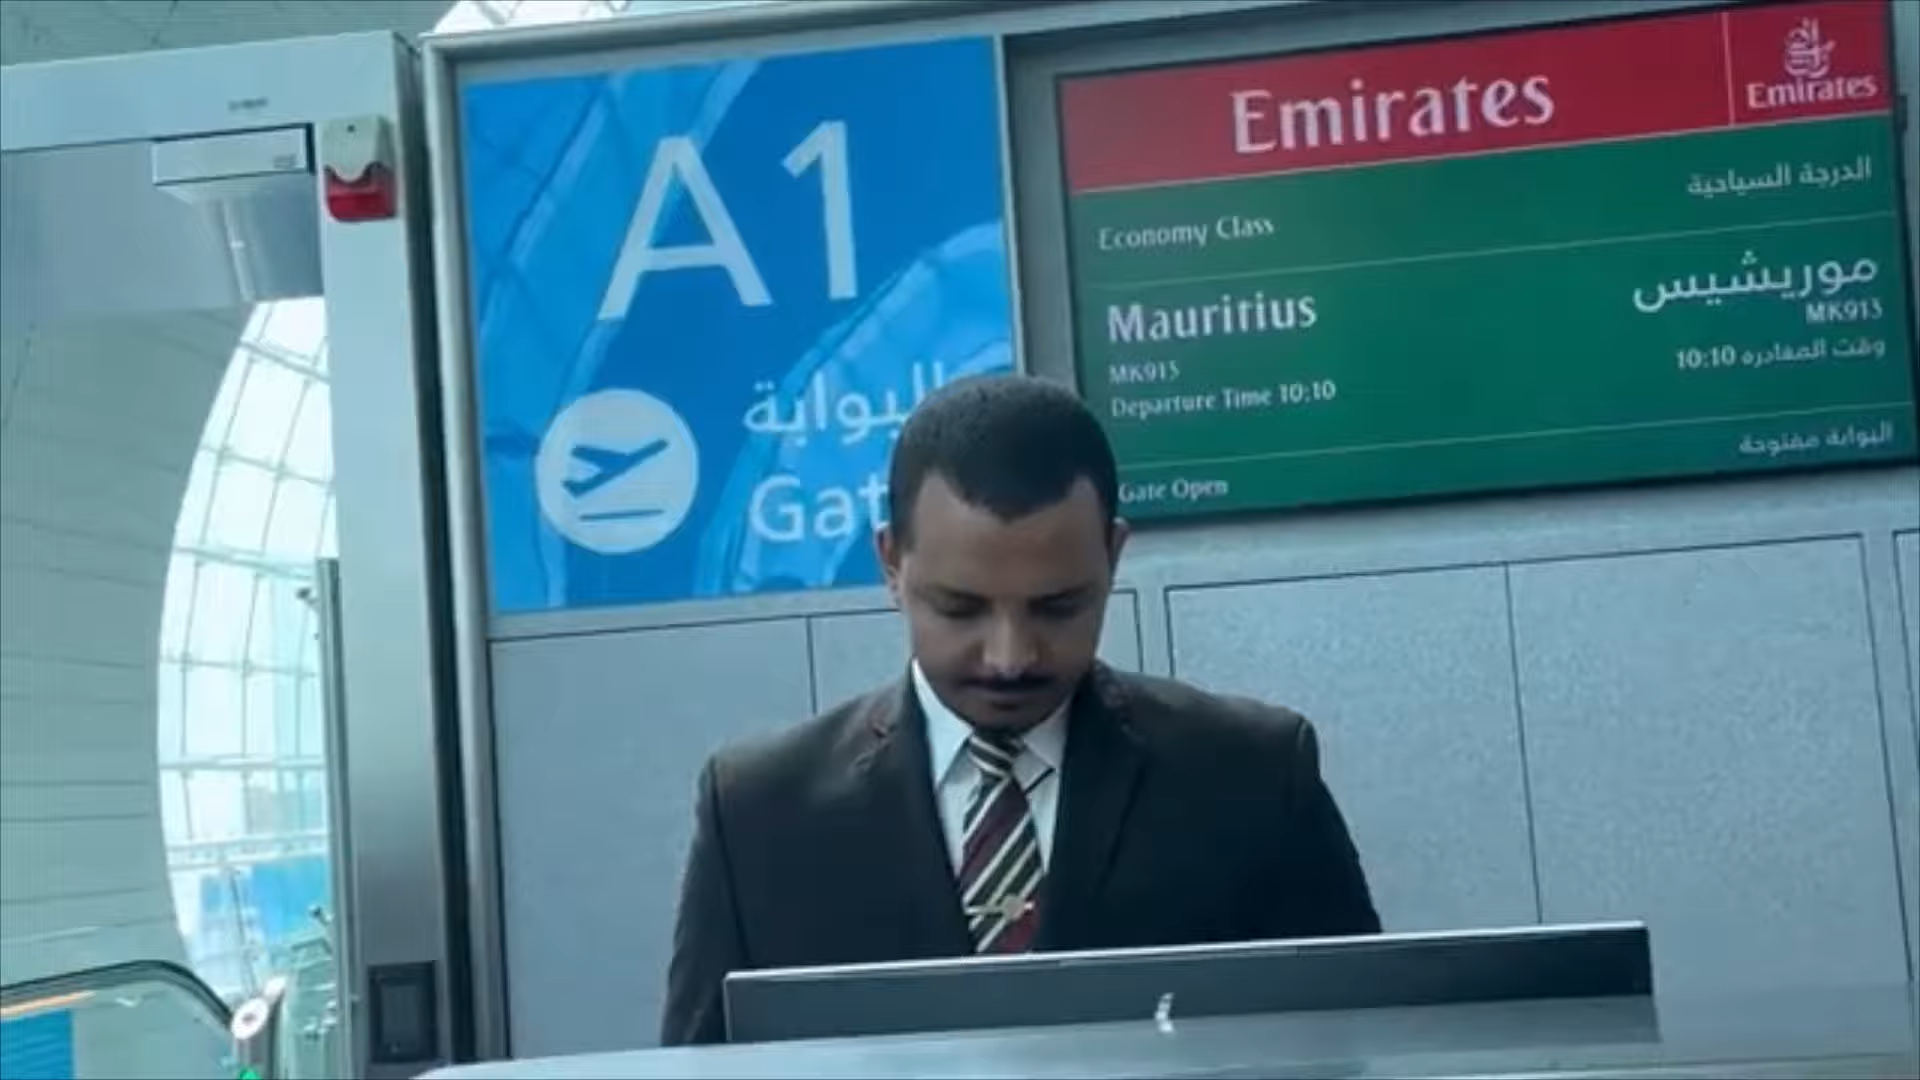 A1
البوابة
Gat
Emirates
Emirates
الدرجة السياحية
Economy Class
موريشيس
Mauritius
MK913
MK913
وقت المغادره 10:10
Departure Time 10:10
البوابة مفتوحة
Gate Open